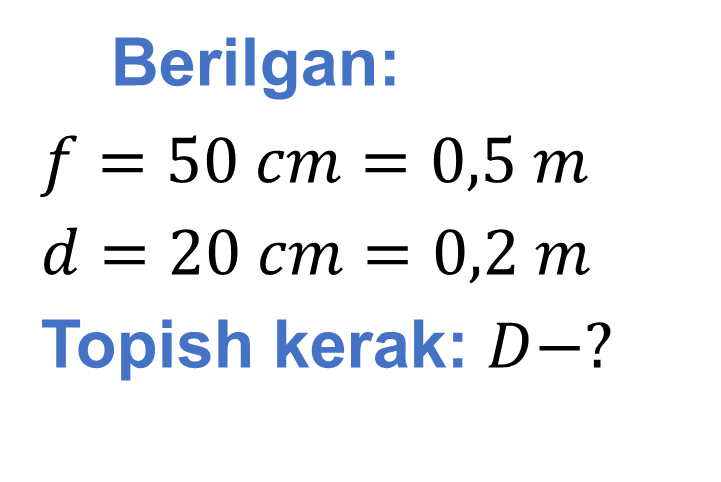 Berilgan:
f = 50 cm = 0,5 m
d = 20 cm = 0,2 m
Topish kerak: D−?